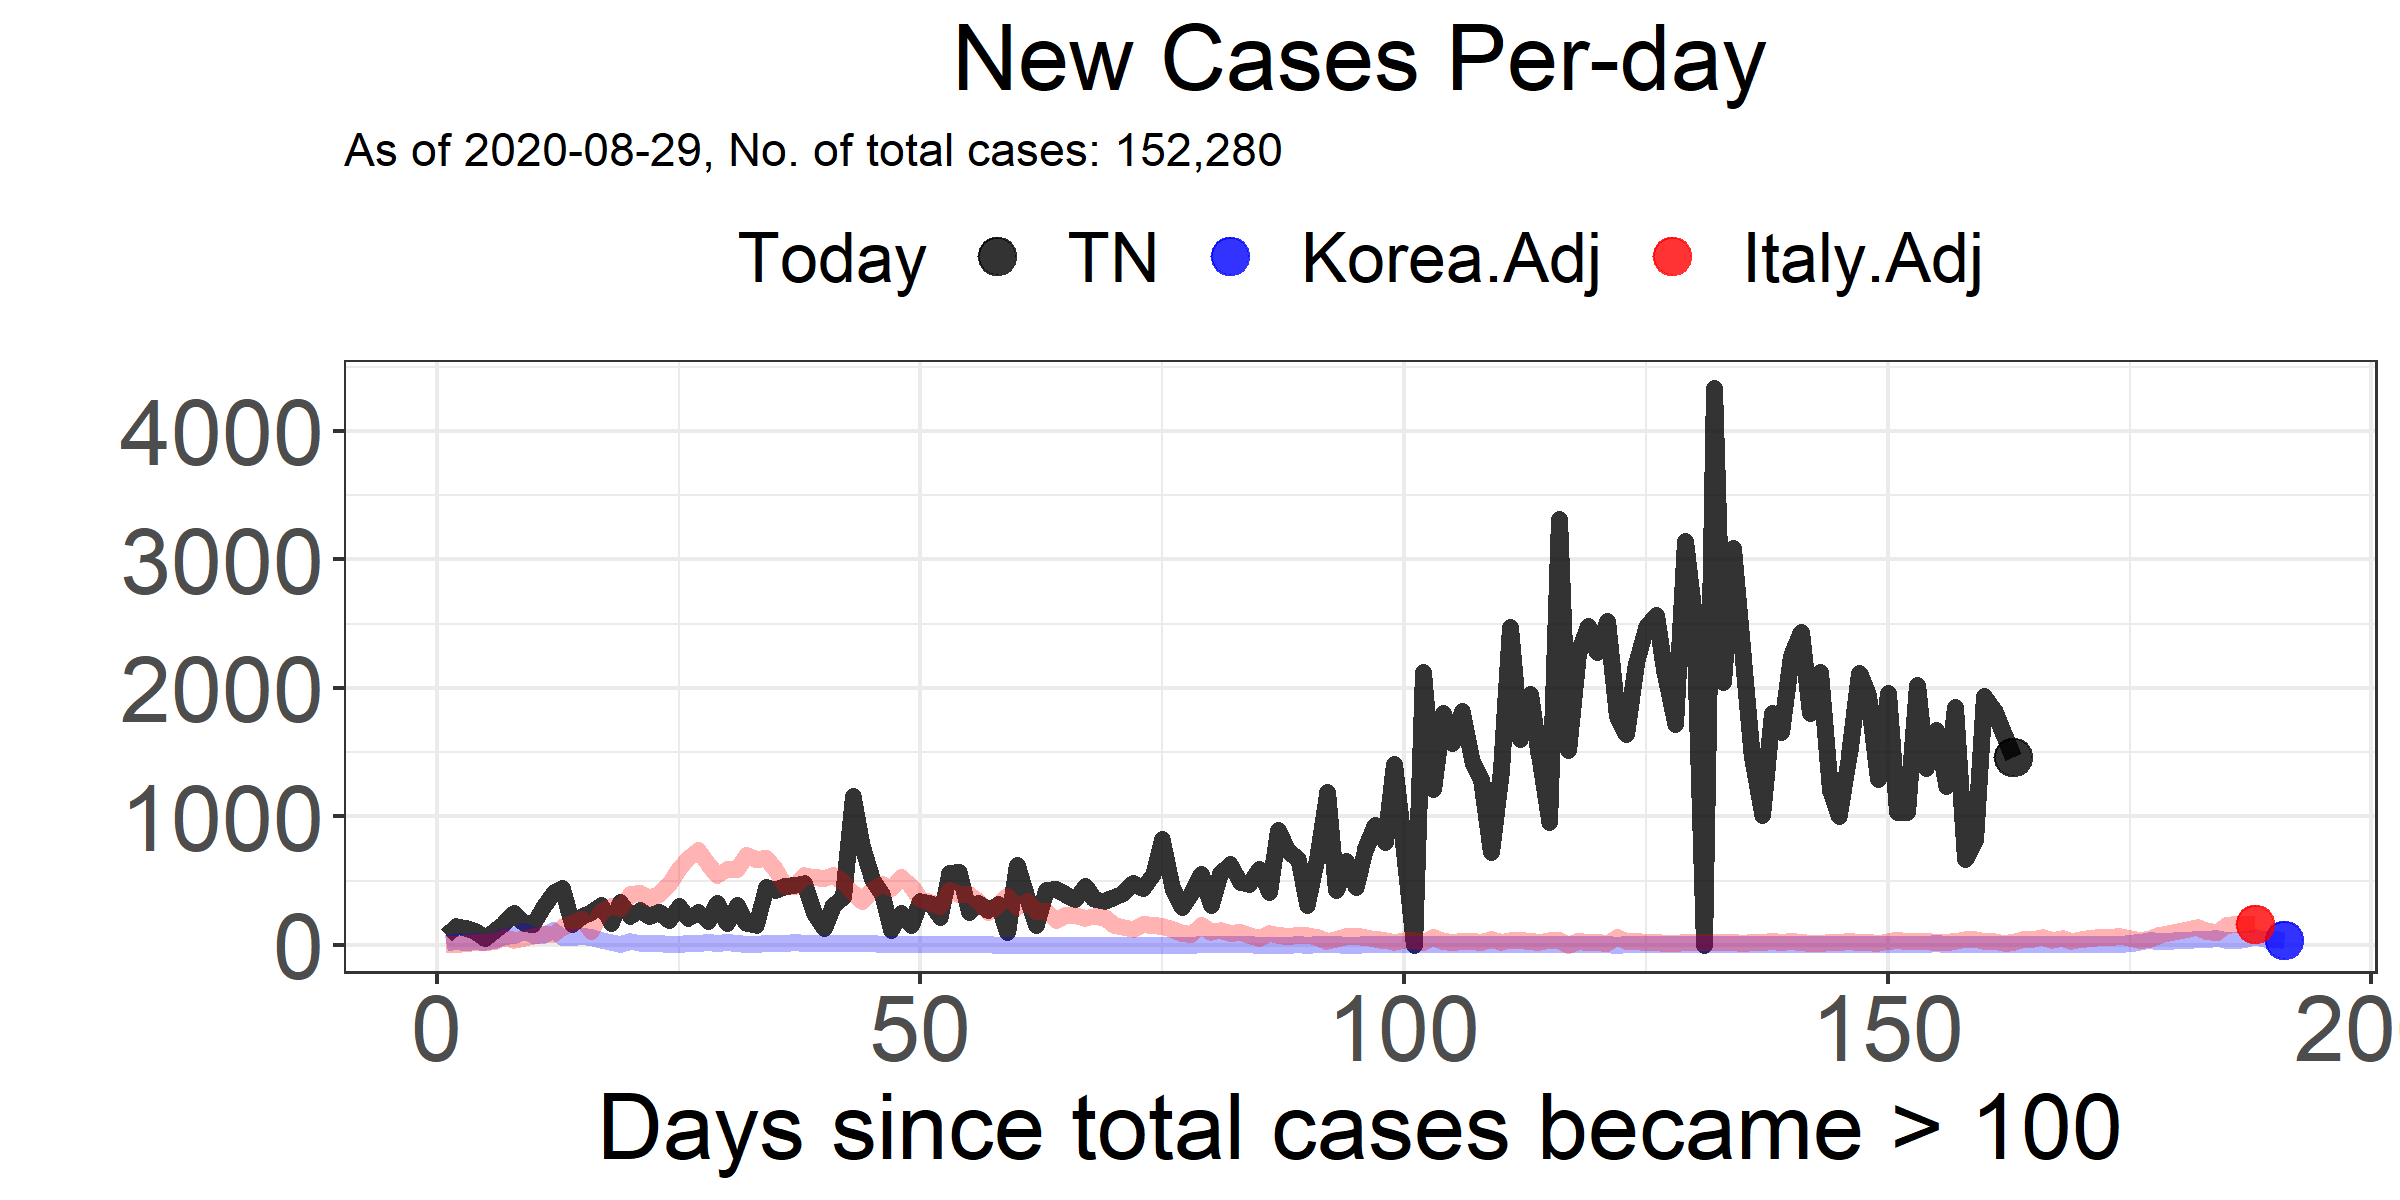 New Cases Per-day
As of 2020-08-29, No. of total cases: 152,280
Today TN Korea.Adj Italy.Adj
4000
3000
2000
1000
0
0 50 100 150 20
Days since total cases became > 100